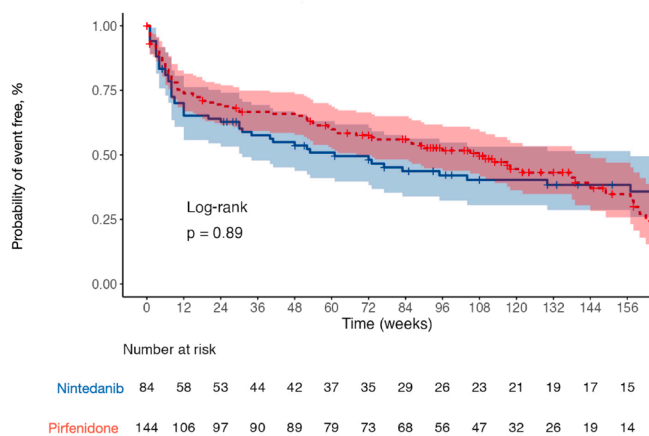 Probability of event free, %
1.00
0.75
0.50
0.25
0.00
Log-rank
p = 0.89
0 12 24 36 48 60 72 84 96 108 120 132 144 156
Time (weeks)
Number at risk
Nintedanib 84 58 53 44 42 37 35 29 26 23 21 19 17 15
Pirfenidone 144 106 97 90 89 79 73 68 56 47 32 26 19 14